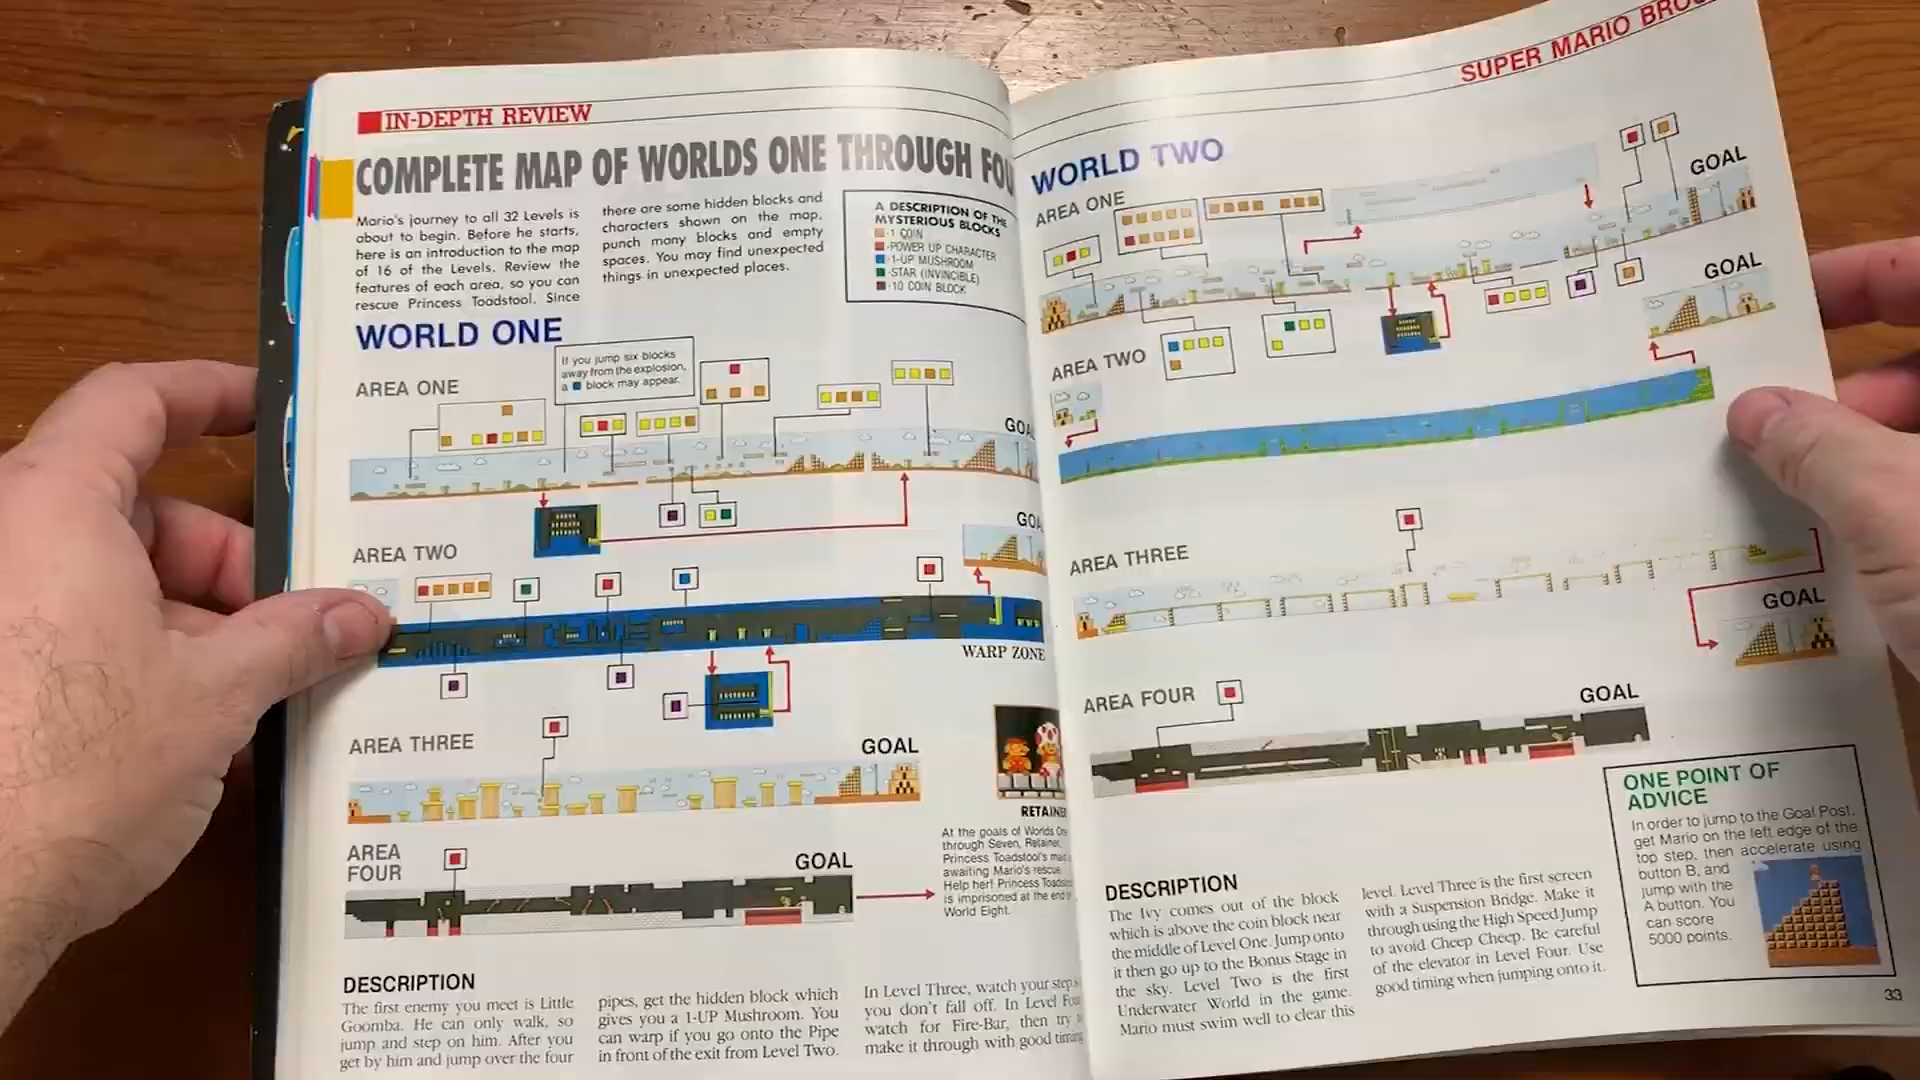 IN-DEPTH REVIEW
COMPLETE MAP OF WORLDS ONE THROUGH
Mario's journey to all 32 Levels is
about to begin. Before he starts,
here is an introduction to the map
of 16 of the Levels. Review the
features of each area, so you can
rescue Princess Toadstool. Since
there are some hidden blocks and
characters shown on the map,
punch many blocks and empty
spaces. You may find unexpected
things in unexpected places.
A DESCRIPTION OF THE
MYSTERIOUS BLOCKS
-1 COIN
-POWER UP CHARACTER
-1-UP MUSHROOM
-STAR (INVINCIBLE)
-10 COIN BLOCK
WORLD ONE
If you jump six blocks
away from the explosion,
a block may appear.
AREA ONE
GOAL
AREA TWO
GOAL
WARP ZONE
AREA THREE
GOAL
AREA
FOUR
GOAL
RETAINER
At the goals of Worlds One
through Seven, Retainer,
Princess Toadstool's
awaiting Mario's rescue.
Help her! Princess
is imprisoned at the end
World Eight.
DESCRIPTION
The first enemy you meet is Little
Goomba. He can only walk, so
jump and step on him. After you
get by him and jump over the four
pipes, get the hidden block which
gives you a 1-UP Mushroom. You
can warp if you go onto the Pipe
in front of the exit from Level Two.
In Level Three, watch your step
you don't fall off. In Level
watch for Fire-Bar, then try
make it through with good timing
SUPER MARIO
WORLD TWO
AREA ONE
GOAL
AREA TWO
GOAL
AREA THREE
GOAL
AREA FOUR
GOAL
DESCRIPTION
The Ivy comes out of the block
which is above the coin block near
the middle of Level One. Jump onto
it then go up to the Bonus Stage in
the sky. Level Two is the first
Underwater World in the game.
Mario must swim well to clear this
level. Level Three is the first screen
with a Suspension Bridge. Make it
through using the High Speed Jump
to avoid Cheep Cheep. Be careful
of the elevator in Level Four. Use
good timing when jumping onto it.
ONE POINT OF
ADVICE
In order to jump to the Goal Post,
get Mario on the left edge of the
top step, then accelerate using
button B, and
jump with the
A button. You
can score
5000 points.
33